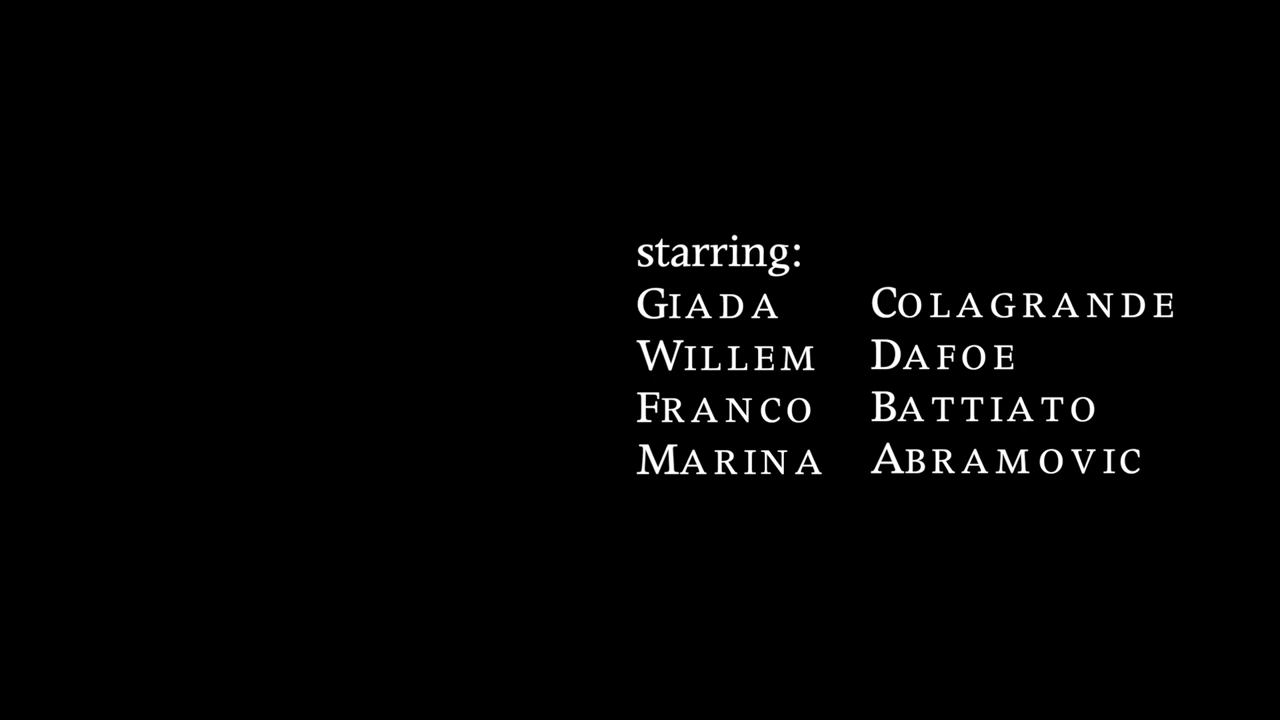 starring:
GIADA COLAGRANDE
WILLEM DAFOE
FRANCO BATTIATO
MARINA ABRAMOVIC